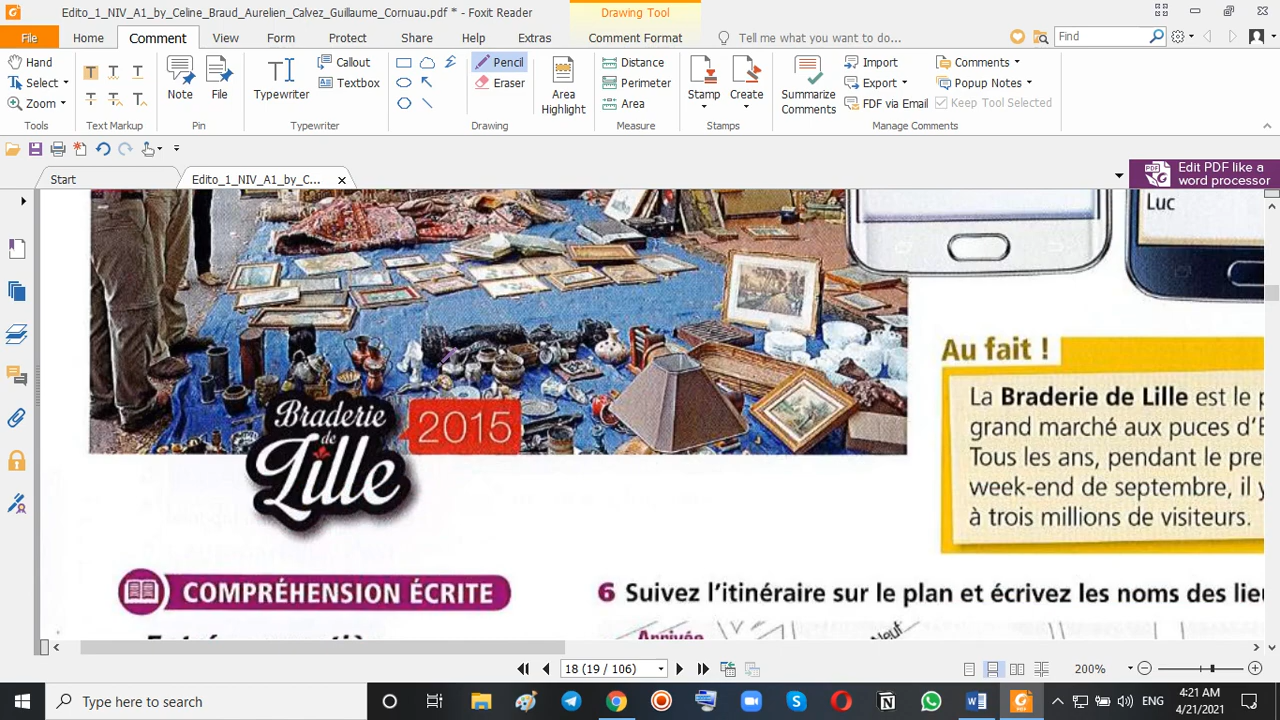 Edito_1_NIV_A1_by_Celine_Braud_Aurelien_Calvez_Guillaume_Cornuau.pdf * - Foxit Reader
Drawing Tool
File
Home
Comment
View
Form
Protect
Share
Help
Extras
Comment Format
Tell me what you want to do...
Find
Hand
Select
Zoom
Tools
Text Markup
Note
File
Pin
Typewriter
Callout
Textbox
Typewriter
Pencil
Eraser
Drawing
Area
Highlight
Distance
Perimeter
Area
Measure
Stamp
Create
Stamps
Summarize
Comments
Import
Export
FDF via Email
Comments
Popup Notes
Keep Tool Selected
Manage Comments
Start
Edito_1_NIV_A1_by_C...
Edit PDF like a
word processor
Luc
Braderie
de
Lille
2015
Au fait !
La Braderie de Lille est le p
grand marché aux puces d'E
Tous les ans, pendant le pre
week-end de septembre, il y
à trois millions de visiteurs.
COMPRÉHENSION ÉCRITE
6 Suivez l'itinéraire sur le plan et écrivez les noms des lieu
Arrivée
18 (19 / 106)
200%
Type here to search
ENG
4:21 AM
4/21/2021